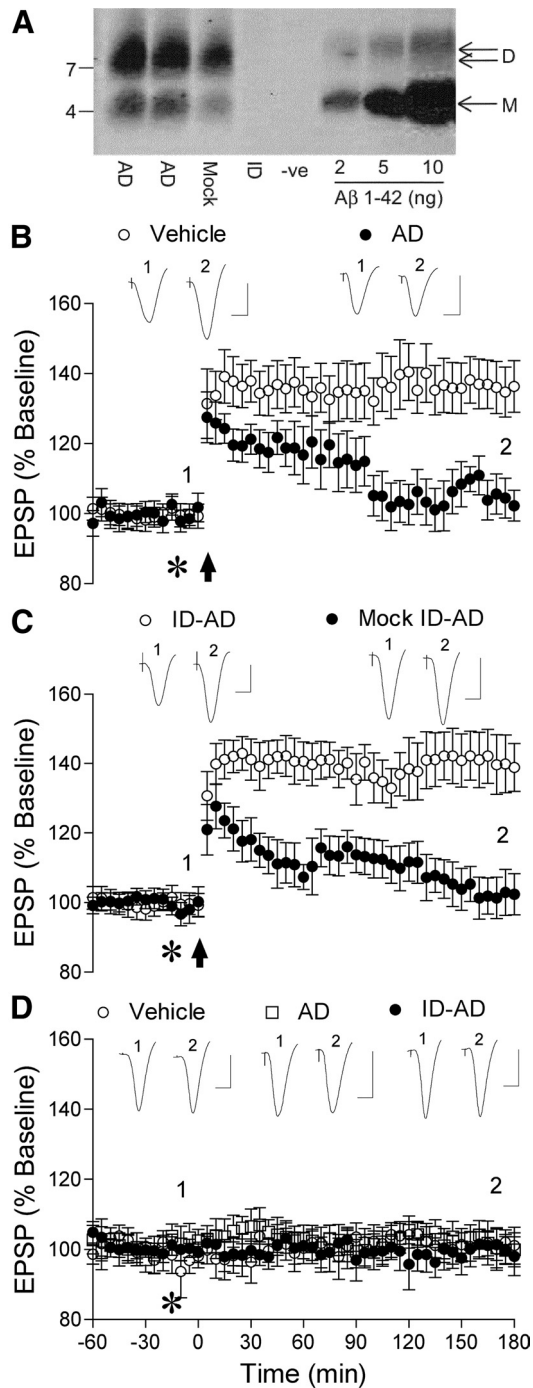 A
7
4
D
M
AD
AD
Mock
ID
-ve
2 5 10
Aβ 1-42 (ng)
B
Vehicle AD
1 2 1 2
EPSP (% Baseline)
160
140
120
100
80
1
2
*
C
ID-AD Mock ID-AD
1 2 1 2
EPSP (% Baseline)
160
140
120
100
80
1
2
*
D
Vehicle AD ID-AD
1 2 1 2 1 2
EPSP (% Baseline)
160
140
120
100
80
1
2
*
-60 -30 0 30 60 90 120 150 180
Time (min)